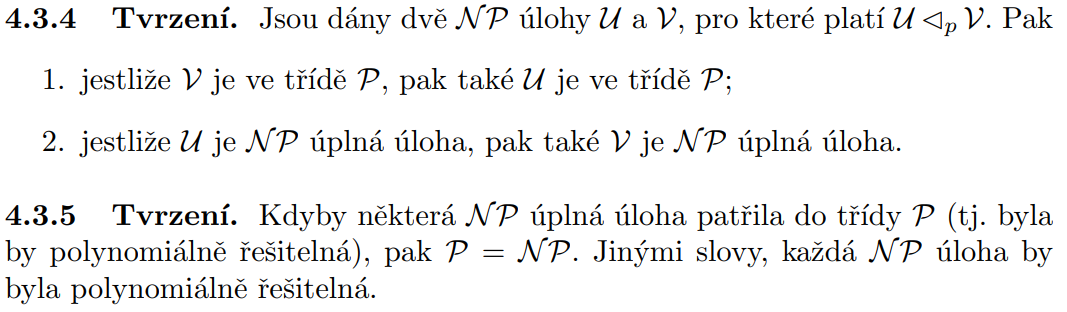 4.3.4 Tvrzení. Jsou dány dvě 𝒩𝒫 úlohy 𝒰 a 𝒱, pro které platí 𝒰 ⊲ₚ 𝒱. Pak
1. jestliže 𝒱 je ve třídě 𝒫, pak také 𝒰 je ve třídě 𝒫;
2. jestliže 𝒰 je 𝒩𝒫 úplná úloha, pak také 𝒱 je 𝒩𝒫 úplná úloha.
4.3.5 Tvrzení. Kdyby některá 𝒩𝒫 úplná úloha patřila do třídy 𝒫 (tj. byla
by polynomiálně řešitelná), pak 𝒫 = 𝒩𝒫. Jinými slovy, každá 𝒩𝒫 úloha by
byla polynomiálně řešitelná.